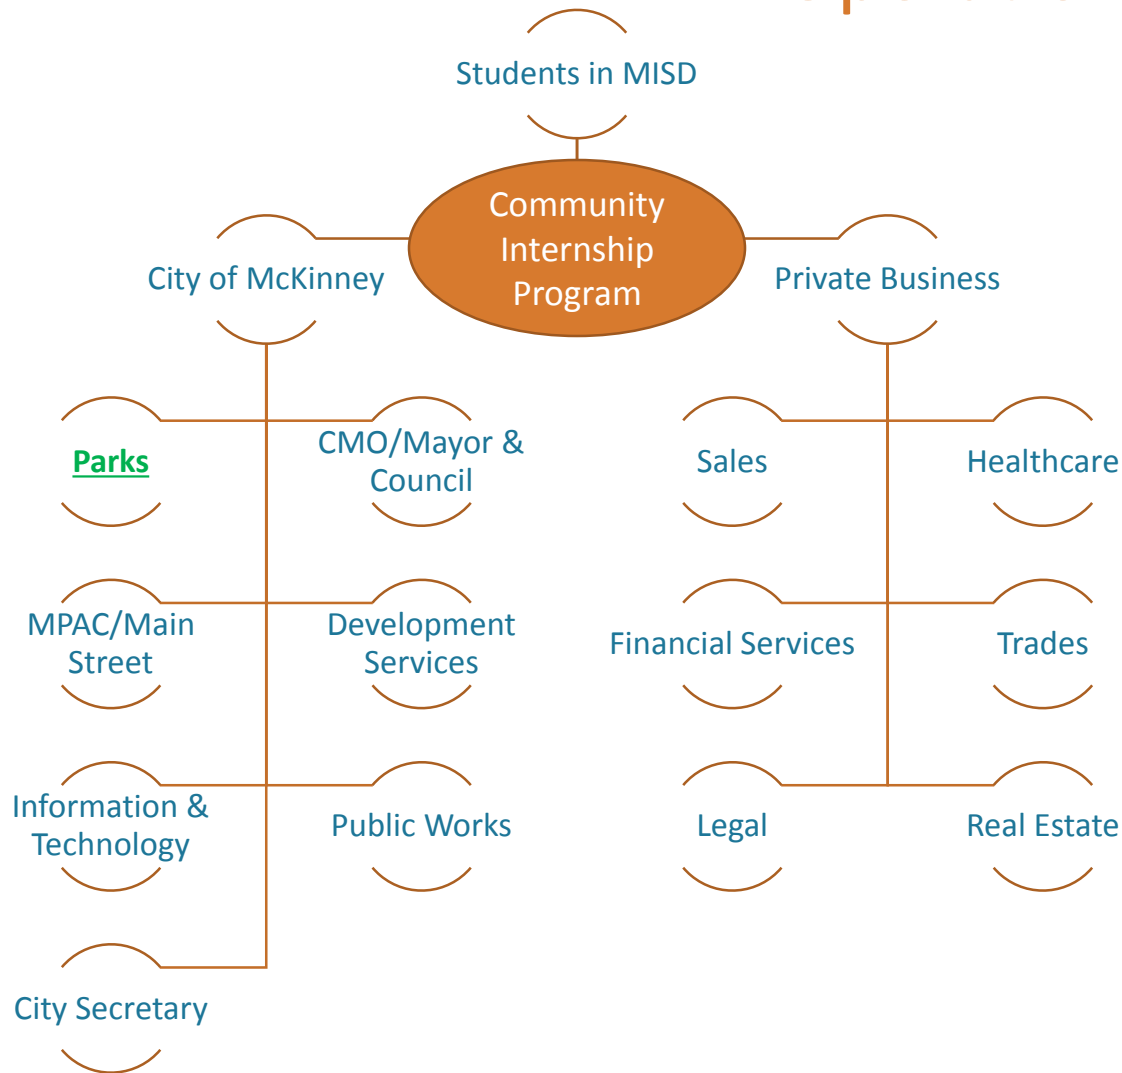 Students in MISD
Community
Internship
Program
City of McKinney
Private Business
Parks
CMO/Mayor &
Council
Sales
Healthcare
MPAC/Main
Street
Development
Services
Financial Services
Trades
Information &
Technology
Public Works
Legal
Real Estate
City Secretary